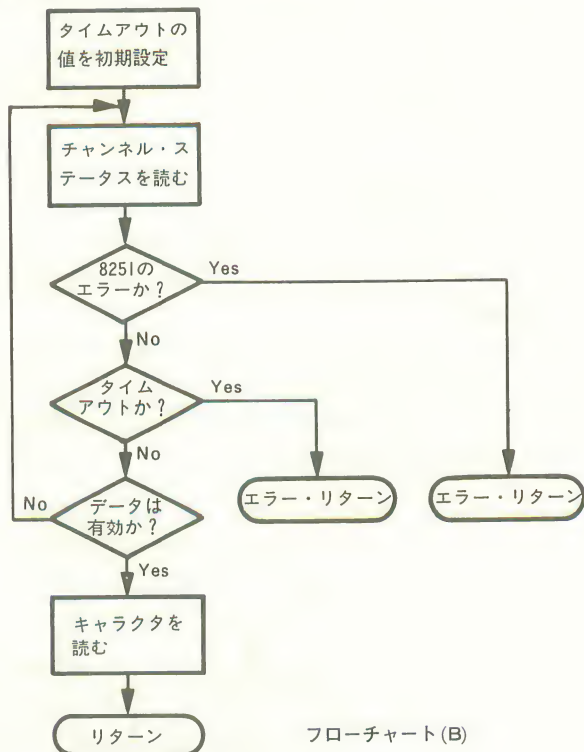 タイムアウトの
値を初期設定
チャンネル・ス
テータスを読む
8251の
エラーか?
Yes
No
タイム
アウトか?
Yes
No
エラー・リターン
エラー・リターン
No
データは
有効か?
Yes
キャラクタを
読む
リターン
フローチャート(B)